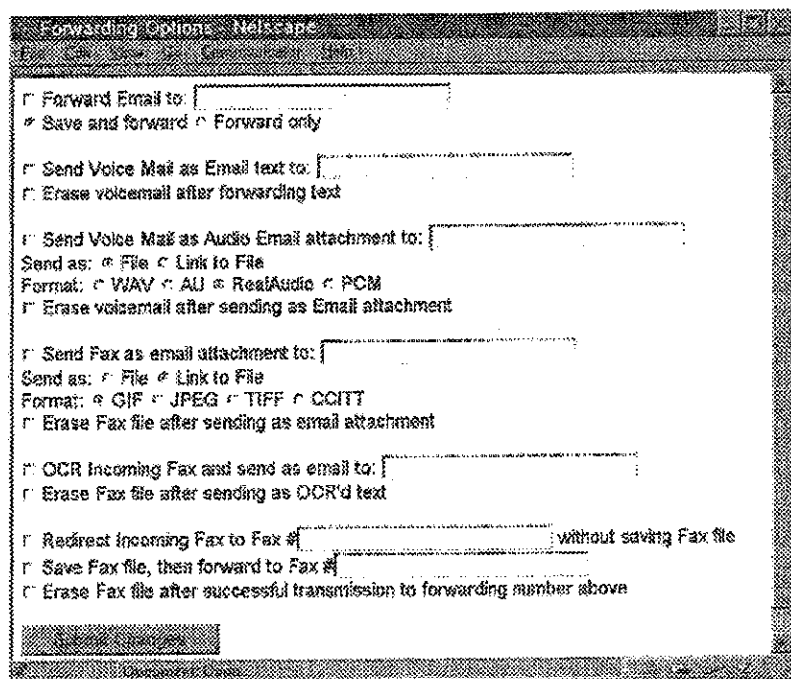 Forwarding Options - Netscape
Go Communicator Help
Forward Email to:
Save and forward Forward only
Send Voice Mail as Email text to:
Erase voicemail after forwarding text
Send Voice Mail as Audio Email attachment to:
Send as: File Link to File
Format: WAV AU RealAudio PCM
Erase voicemail after sending as Email attachment
Send Fax as email attachment to:
Send as: File Link to File
Format: GIF JPEG TIFF CCITT
Erase Fax file after sending as email attachment
OCR Incoming Fax and send as email to:
Erase Fax file after sending as OCR'd text
Redirect Incoming Fax to Fax # without saving Fax file
Save Fax file, then forward to Fax #
Erase Fax file after successful transmission to forwarding number above
Submit Changes